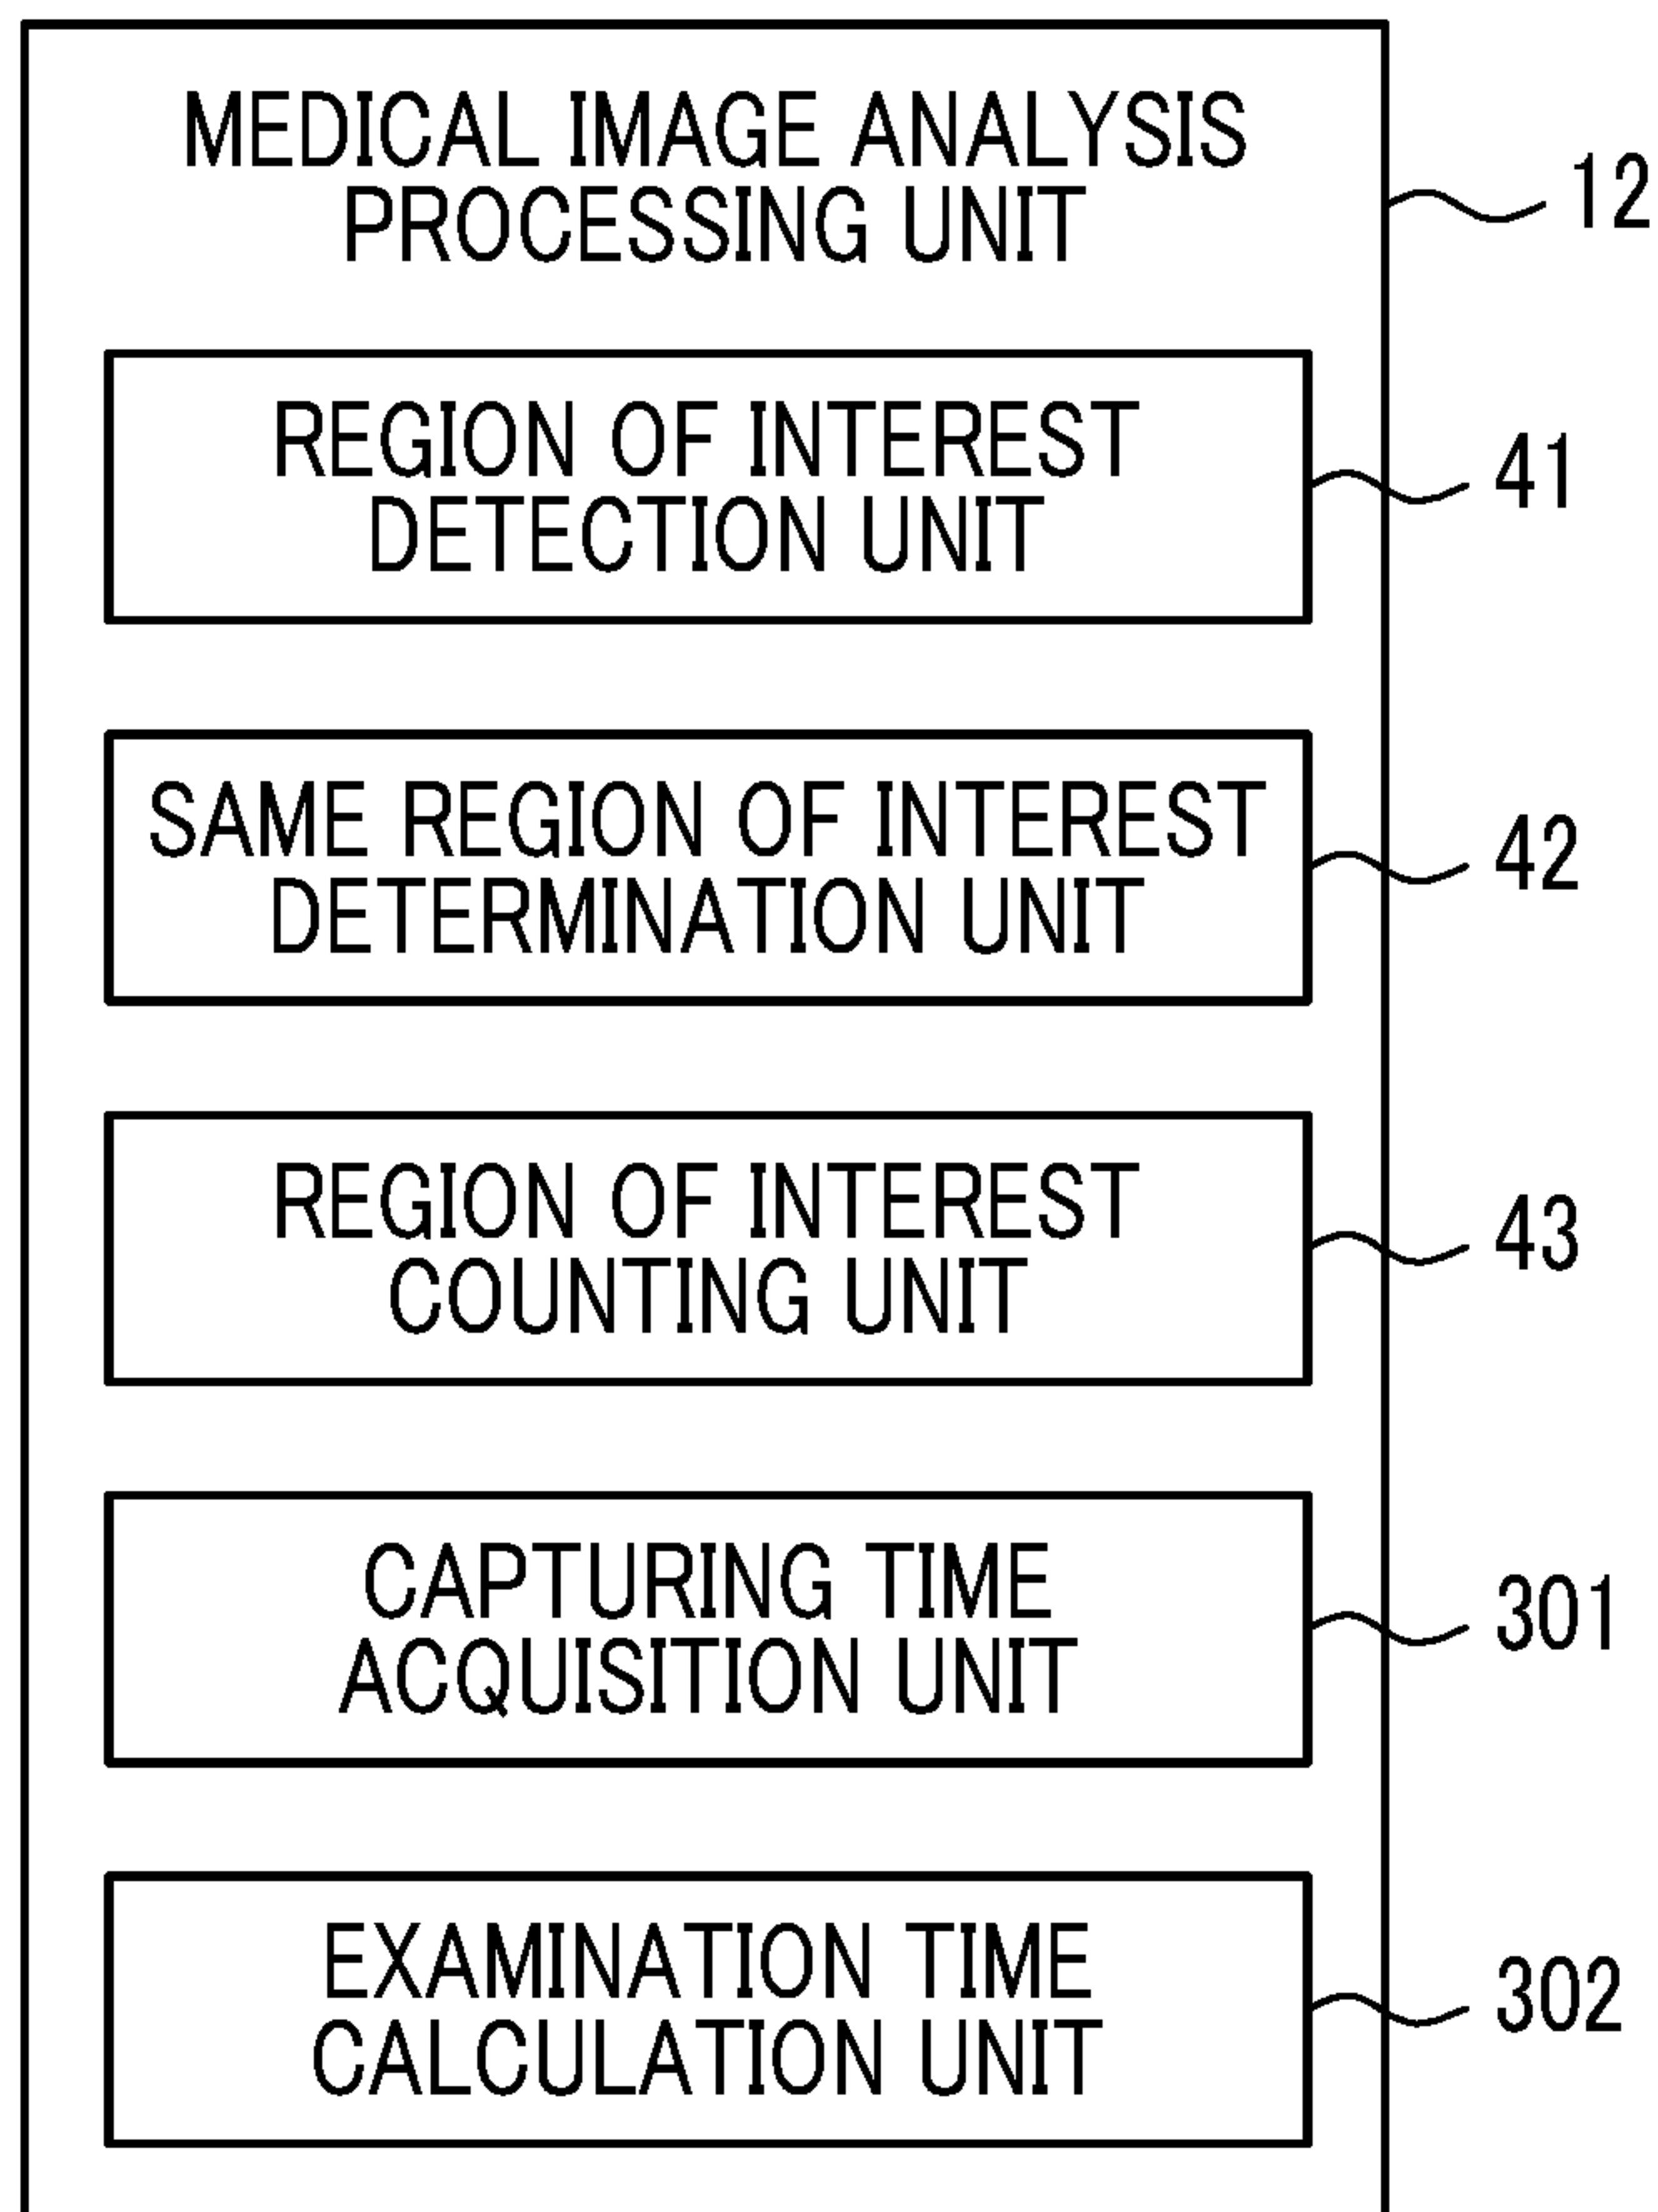 MEDICAL IMAGE ANALYSIS
PROCESSING UNIT
12
REGION OF INTEREST
DETECTION UNIT
41
SAME REGION OF INTEREST
DETERMINATION UNIT
42
REGION OF INTEREST
COUNTING UNIT
43
CAPTURING TIME
ACQUISITION UNIT
301
EXAMINATION TIME
CALCULATION UNIT
302